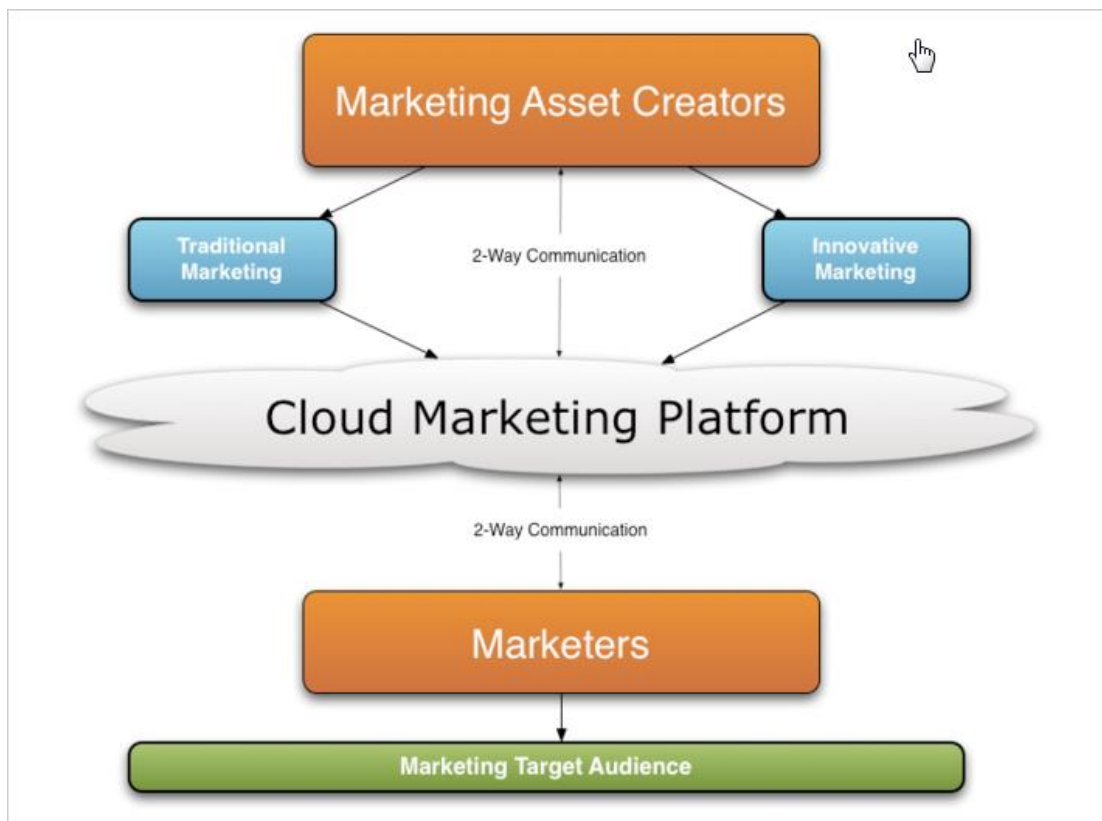 Marketing Asset Creators
Traditional
Marketing
2-Way Communication
Innovative
Marketing
Cloud Marketing Platform
2-Way Communication
Marketers
Marketing Target Audience